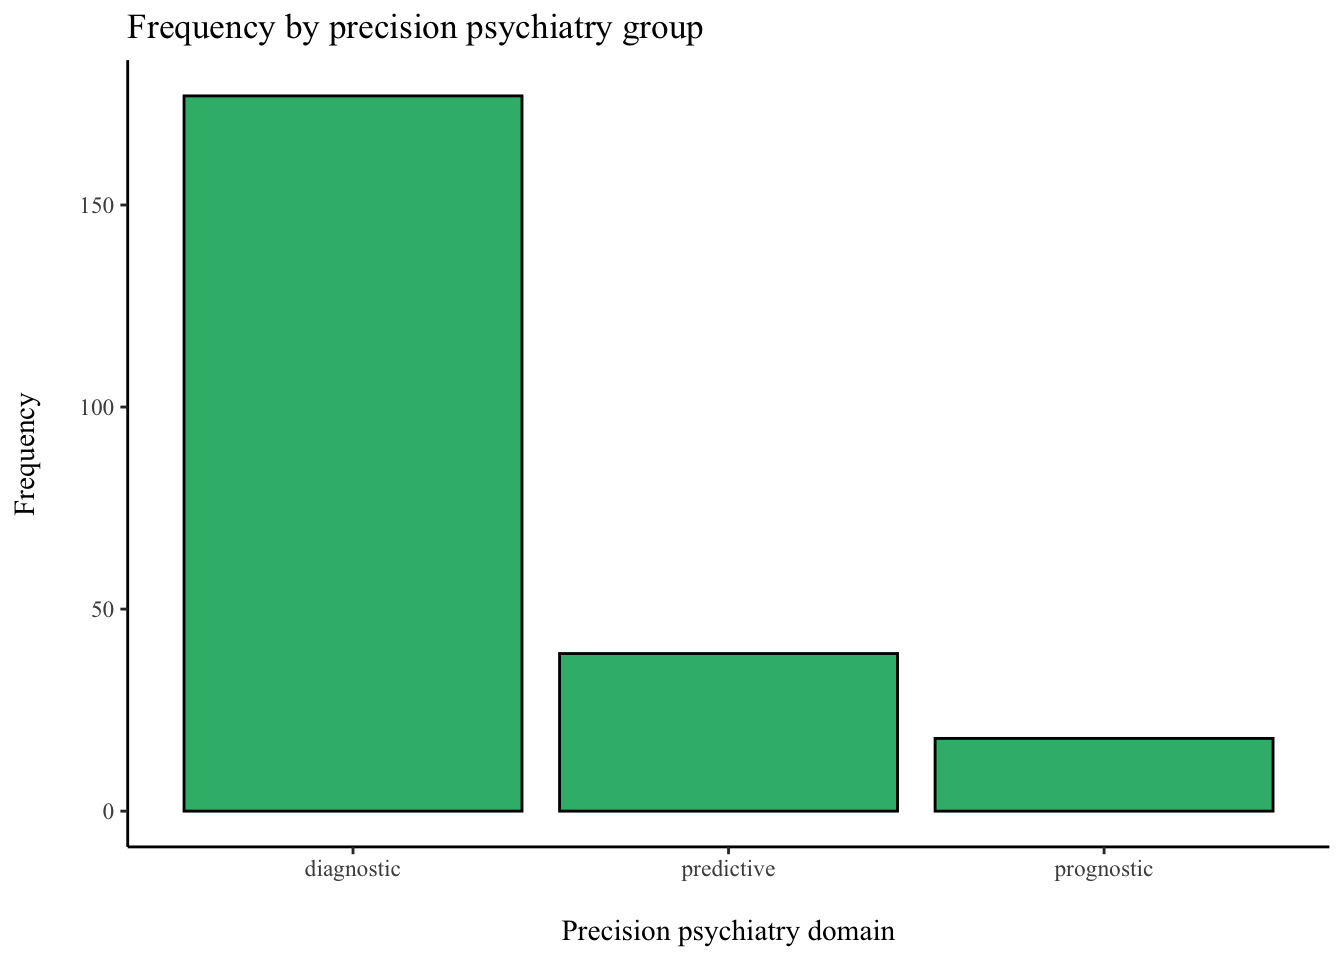 Frequency by precision psychiatry group
Frequency
150
100
50
0
diagnostic
predictive
prognostic
Precision psychiatry domain